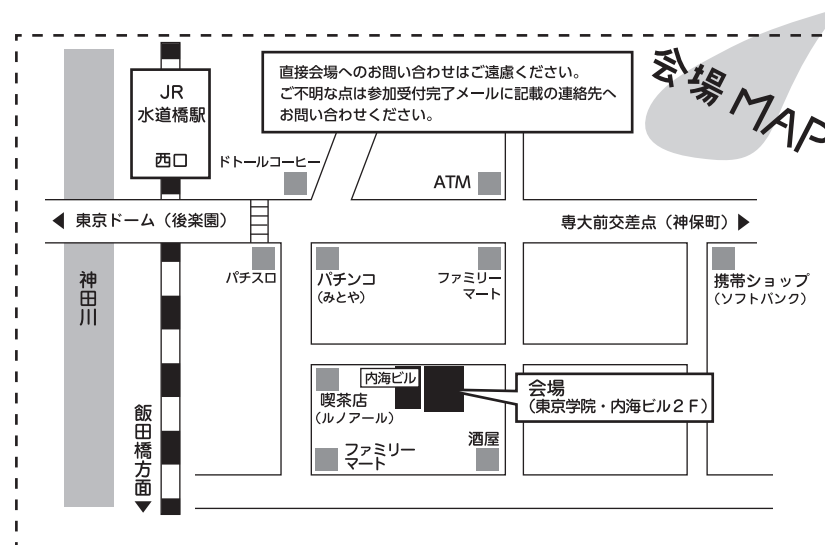 会場MAP
直接会場へのお問い合わせはご遠慮ください。
ご不明な点は参加受付完了メールに記載の連絡先へ
お問い合わせください。
JR
水道橋駅
西口
ドトールコーヒー
ATM
◀ 東京ドーム（後楽園）
専大前交差点（神保町）▶
神田川
パチスロ
パチンコ
（みとや）
ファミリー
マート
携帯ショップ
（ソフトバンク）
内海ビル
喫茶店
（ルノアール）
会場
（東京学院・内海ビル２Ｆ）
飯田橋方面▼
ファミリー
マート
酒屋